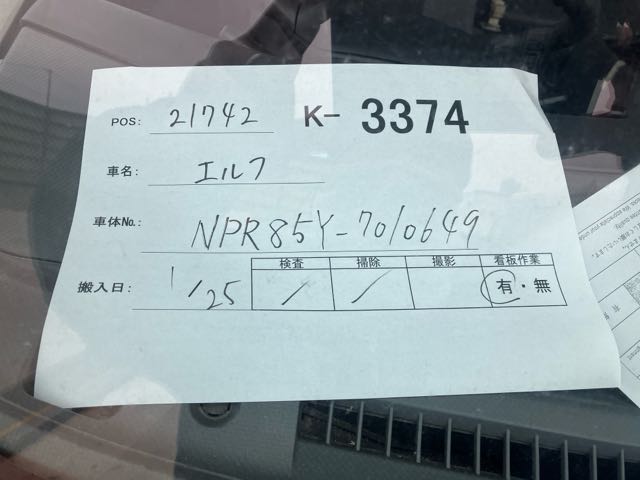 POS: 21742 K- 3374
車名: エルフ
車体No.: NPR85Y-7010649
検査 掃除 撮影 看板作業
搬入日: 1/25 / / 有・無